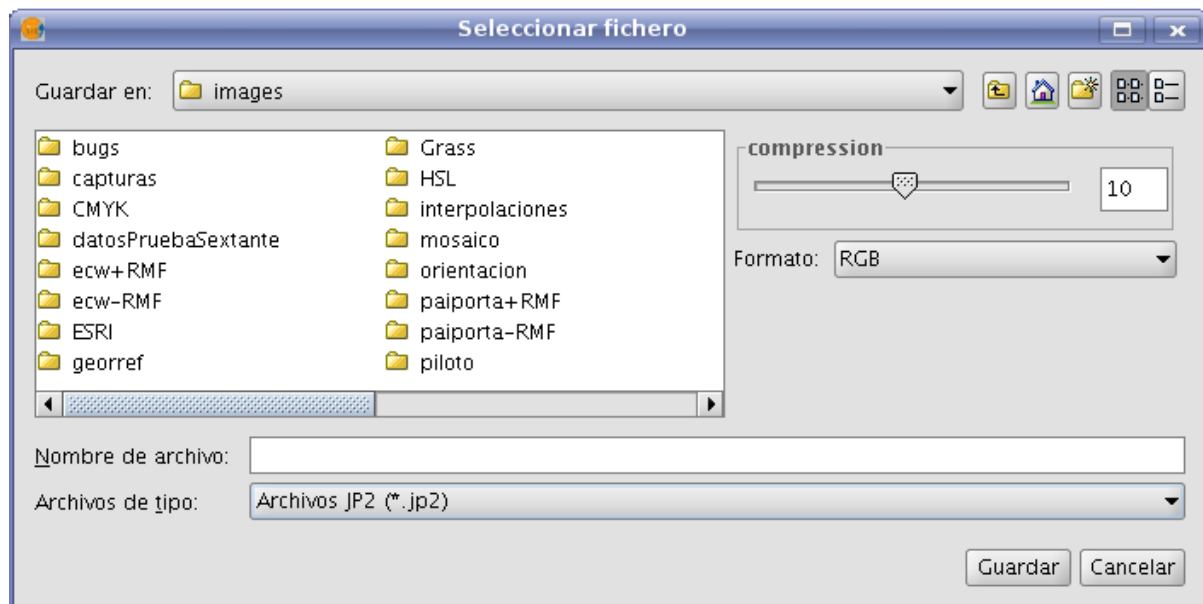 Seleccionar fichero
Guardar en: images
bugs
capturas
CMYK
datosPruebaSextante
ecw+RMF
ecw-RMF
ESRI
georref
Grass
HSL
interpolaciones
mosaico
orientacion
paiporta+RMF
paiporta-RMF
piloto
compression
10
Formato: RGB
Nombre de archivo:
Archivos de tipo: Archivos JP2 (*.jp2)
Guardar Cancelar